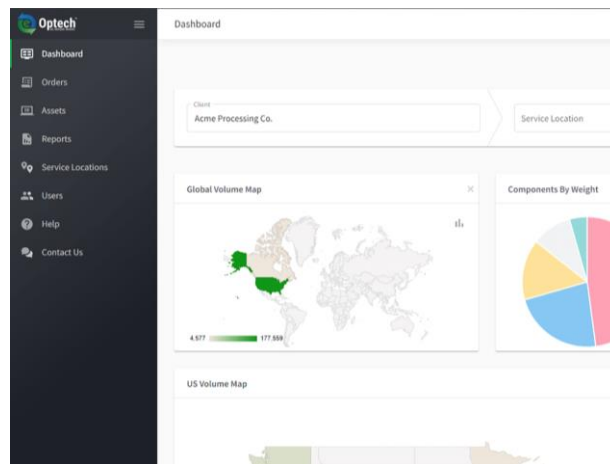 Optech
Dashboard
Dashboard
Orders
Assets
Reports
Service Locations
Users
Help
Contact Us
Client
Acme Processing Co.
Service Location
Global Volume Map
4,577
177,559
Components By Weight
US Volume Map